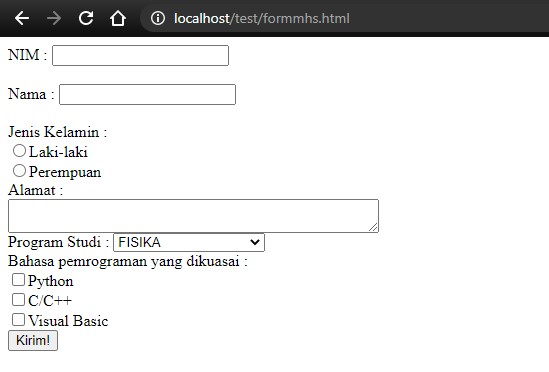 localhost/test/formmhs.html
NIM :
Nama :
Jenis Kelamin :
Laki-laki
Perempuan
Alamat :
Program Studi : FISIKA
Bahasa pemrograman yang dikuasai :
Python
C/C++
Visual Basic
Kirim!